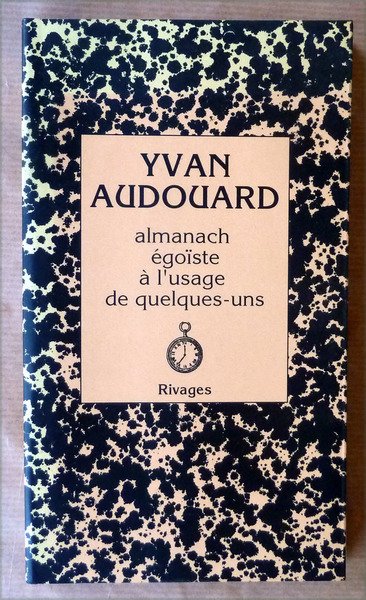 YVAN
AUDOUARD
almanach
égoïste
à l'usage
de quelques-uns
Rivages